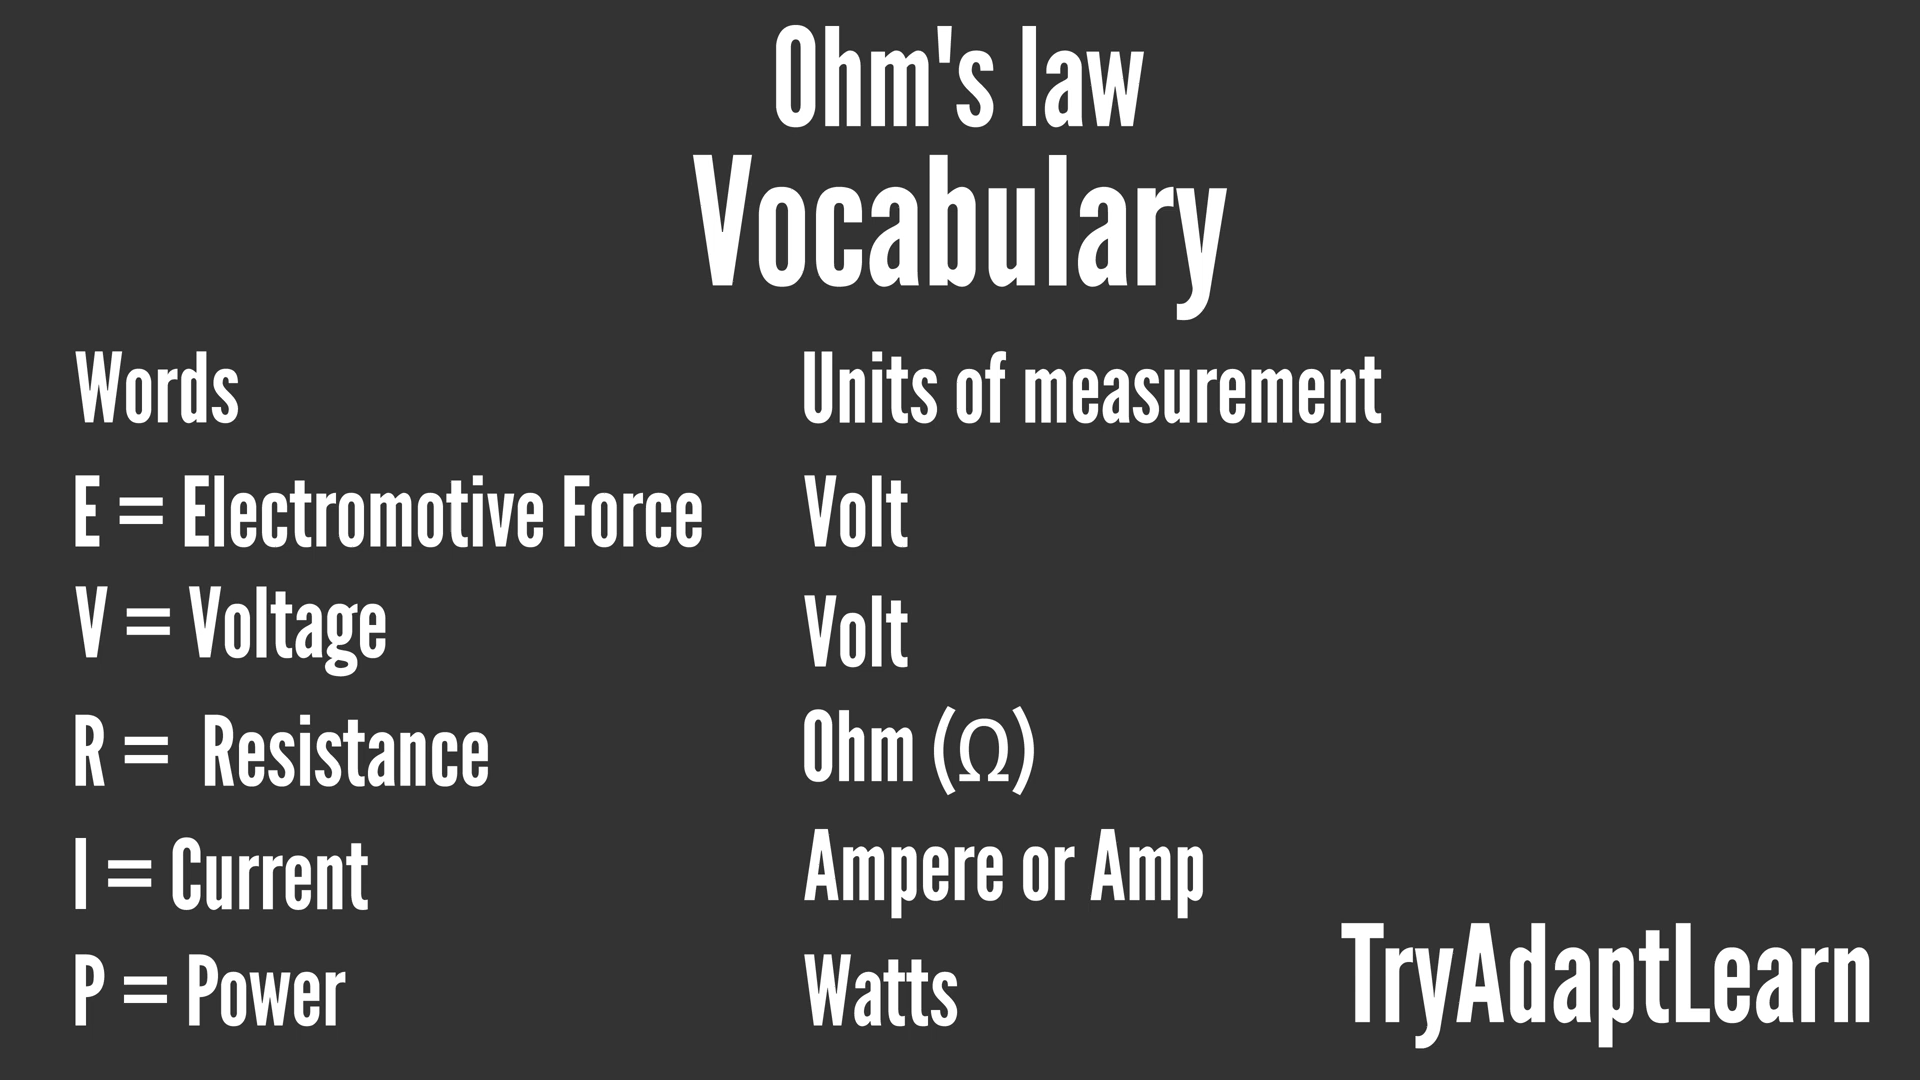 Ohm's law
Vocabulary
Words
Units of measurement
E = Electromotive Force
Volt
V = Voltage
Volt
R = Resistance
Ohm (Ω)
I = Current
Ampere or Amp
P = Power
Watts
TryAdaptLearn